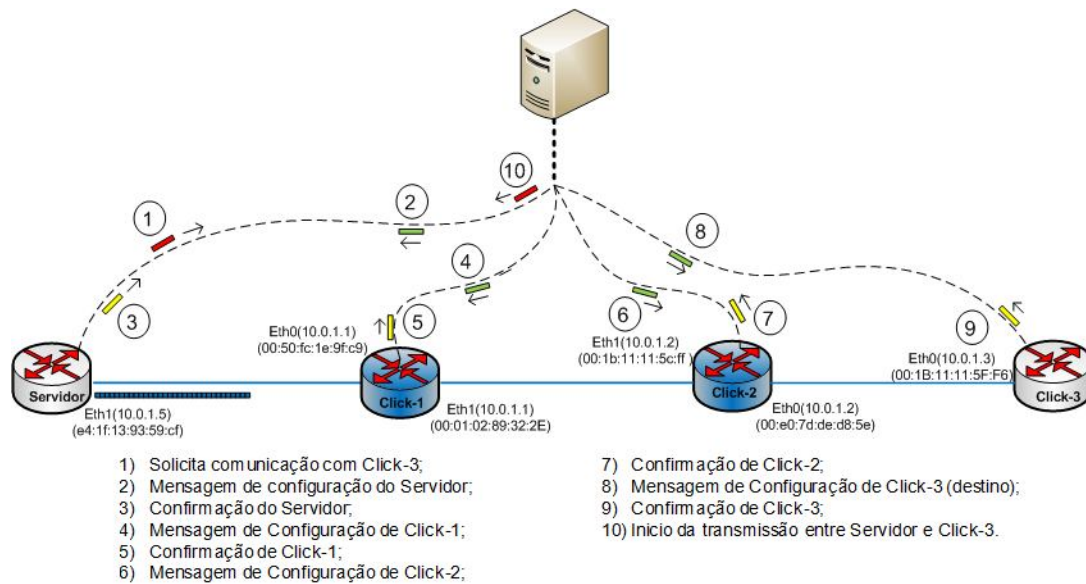 10
1
2
8
4
3
5
6
7
9
Eth0(10.0.1.1)
(00:50:fc:1e:9f:c9)
Eth1(10.0.1.2)
(00:1b:11:11:5c:ff)
Eth0(10.0.1.3)
(00:1B:11:11:5F:F6)
Servidor
Click-1
Click-2
Click-3
Eth1(10.0.1.5)
(e4:1f:13:93:59:cf)
Eth1(10.0.1.1)
(00:01:02:89:32:2E)
Eth0(10.0.1.2)
(00:e0:7d:de:d8:5e)
1) Solicita comunicação com Click-3;
2) Mensagem de configuração do Servidor;
3) Confirmação do Servidor;
4) Mensagem de Configuração de Click-1;
5) Confirmação de Click-1;
6) Mensagem de Configuração de Click-2;
7) Confirmação de Click-2;
8) Mensagem de Configuração de Click-3 (destino);
9) Confirmação de Click-3;
10) Inicio da transmissão entre Servidor e Click-3.